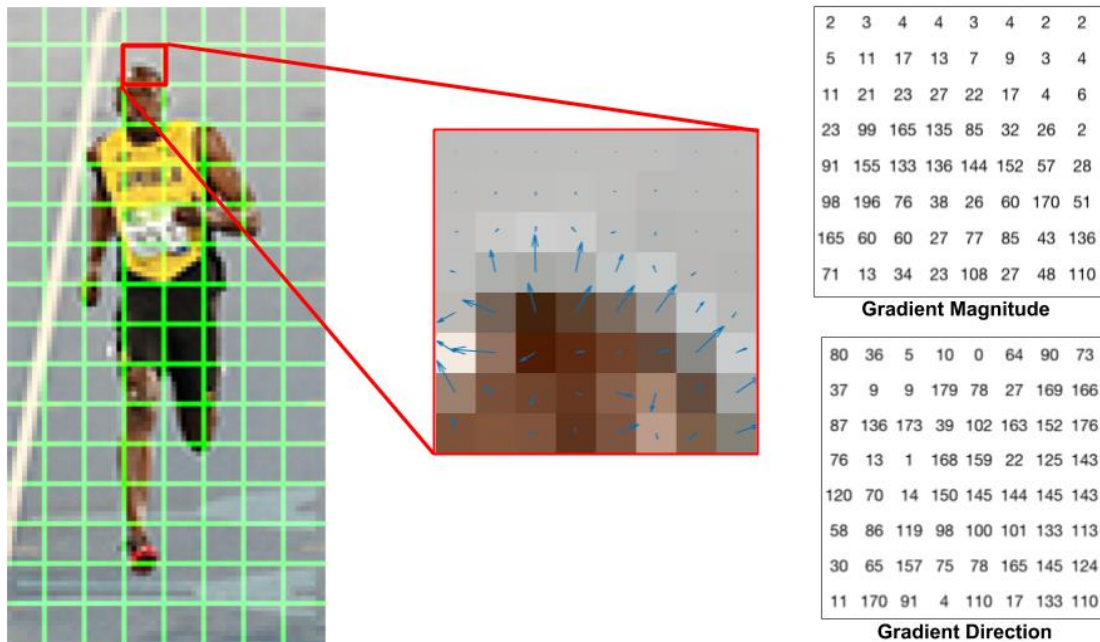 2 3 4 4 3 4 2 2
5 11 17 13 7 9 3 4
11 21 23 27 22 17 4 6
23 99 165 135 85 32 26 2
91 155 133 136 144 152 57 28
98 196 76 38 26 60 170 51
165 60 60 27 77 85 43 136
71 13 34 23 108 27 48 110
Gradient Magnitude
80 36 5 10 0 64 90 73
37 9 9 179 78 27 169 166
87 136 173 39 102 163 152 176
76 13 1 168 159 22 125 143
120 70 14 150 145 144 145 143
58 86 119 98 100 101 133 113
30 65 157 75 78 165 145 124
11 170 91 4 110 17 133 110
Gradient Direction